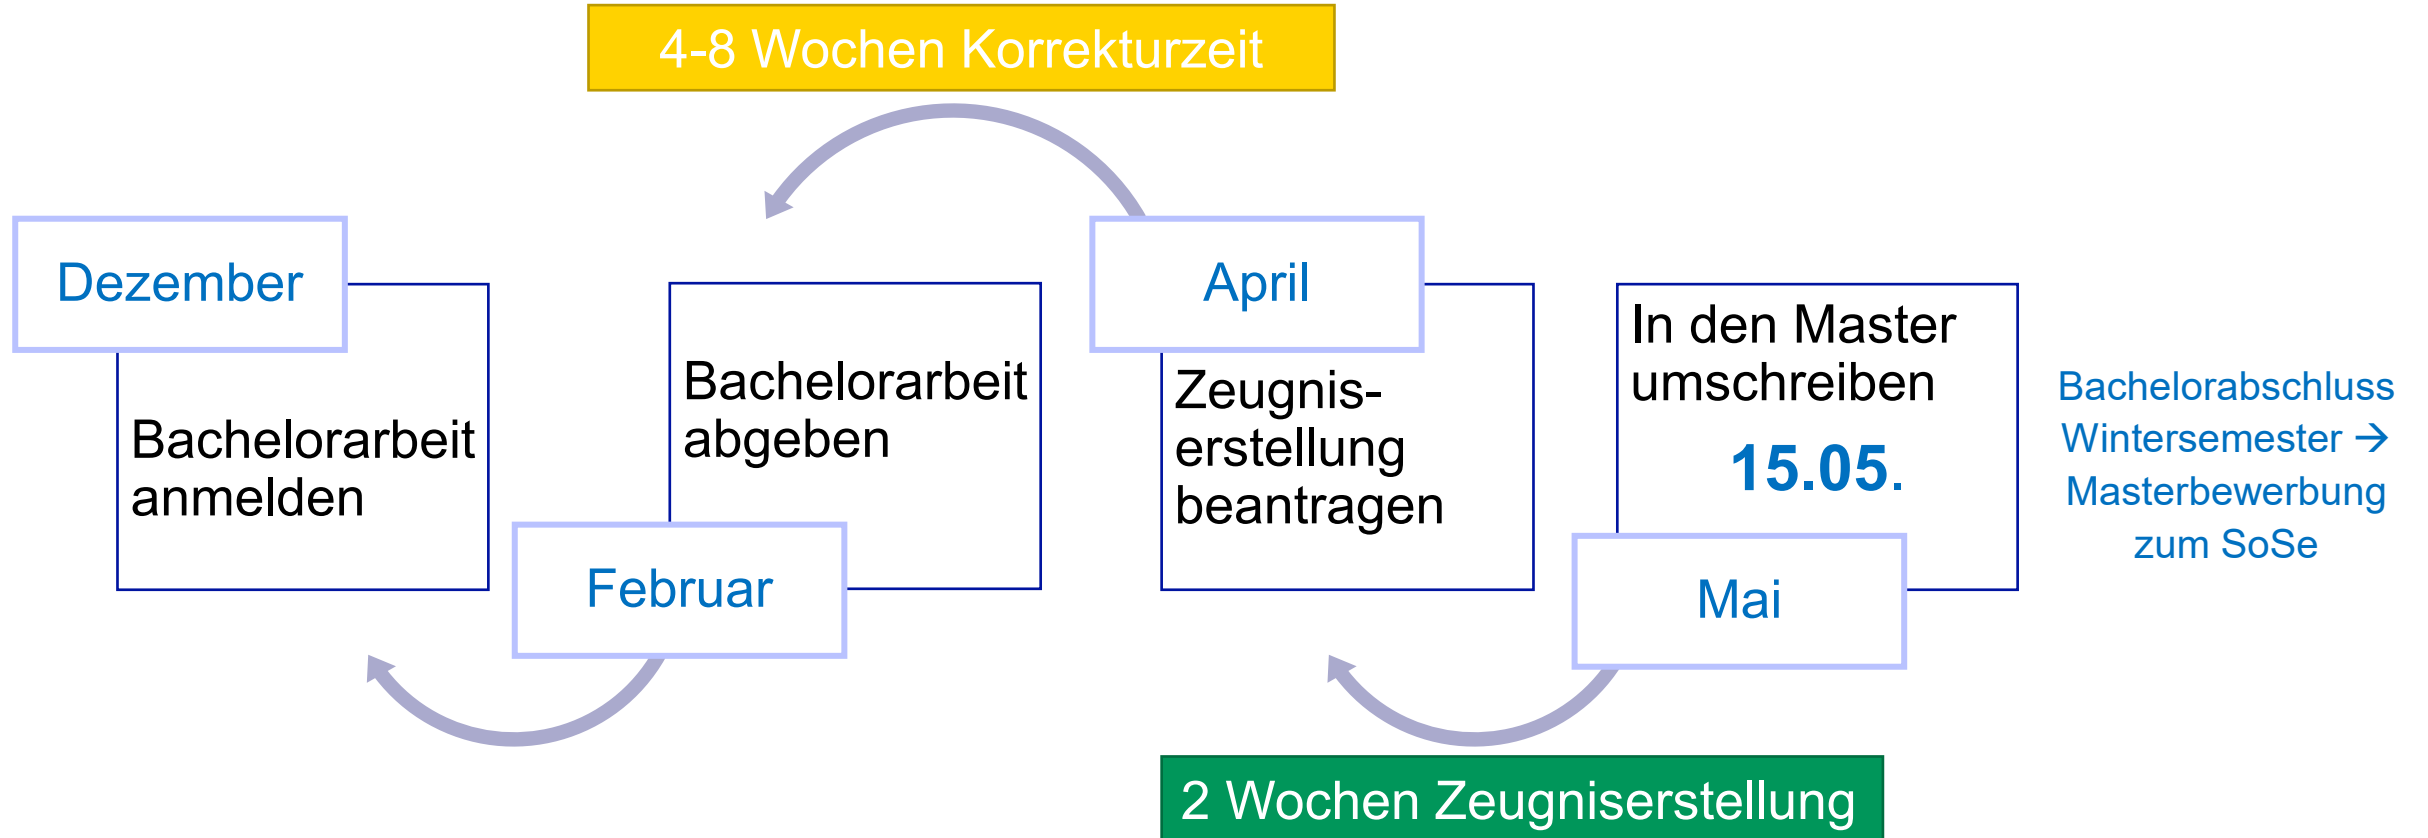 4-8 Wochen Korrekturzeit
Dezember
Bachelorarbeit
anmelden
Februar
Bachelorarbeit
abgeben
April
Zeugnis-
erstellung
beantragen
In den Master
umschreiben
15.05.
Mai
2 Wochen Zeugniserstellung
Bachelorabschluss
Wintersemester →
Masterbewerbung
zum SoSe